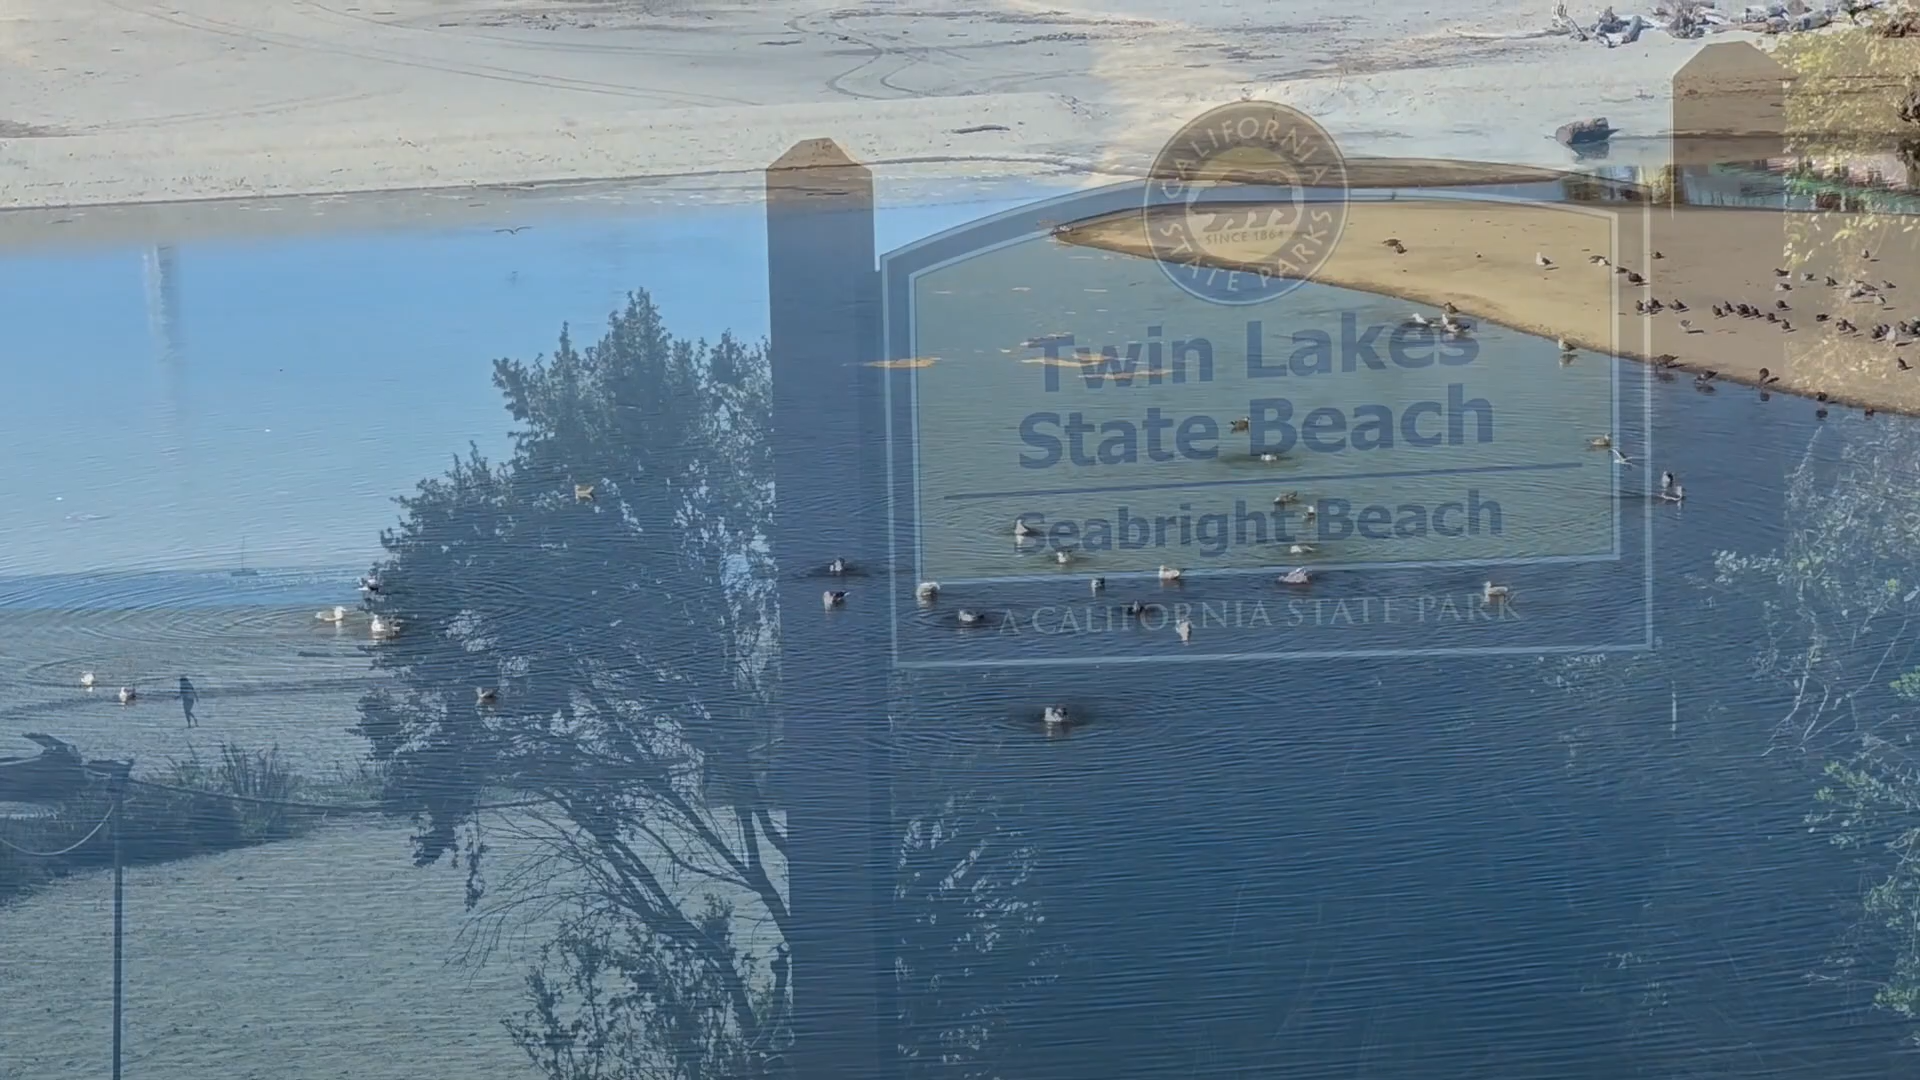 CALIFORNIA
SINCE 1864
STATE PARKS
Twin Lakes
State Beach
Seabright Beach
A CALIFORNIA STATE PARK